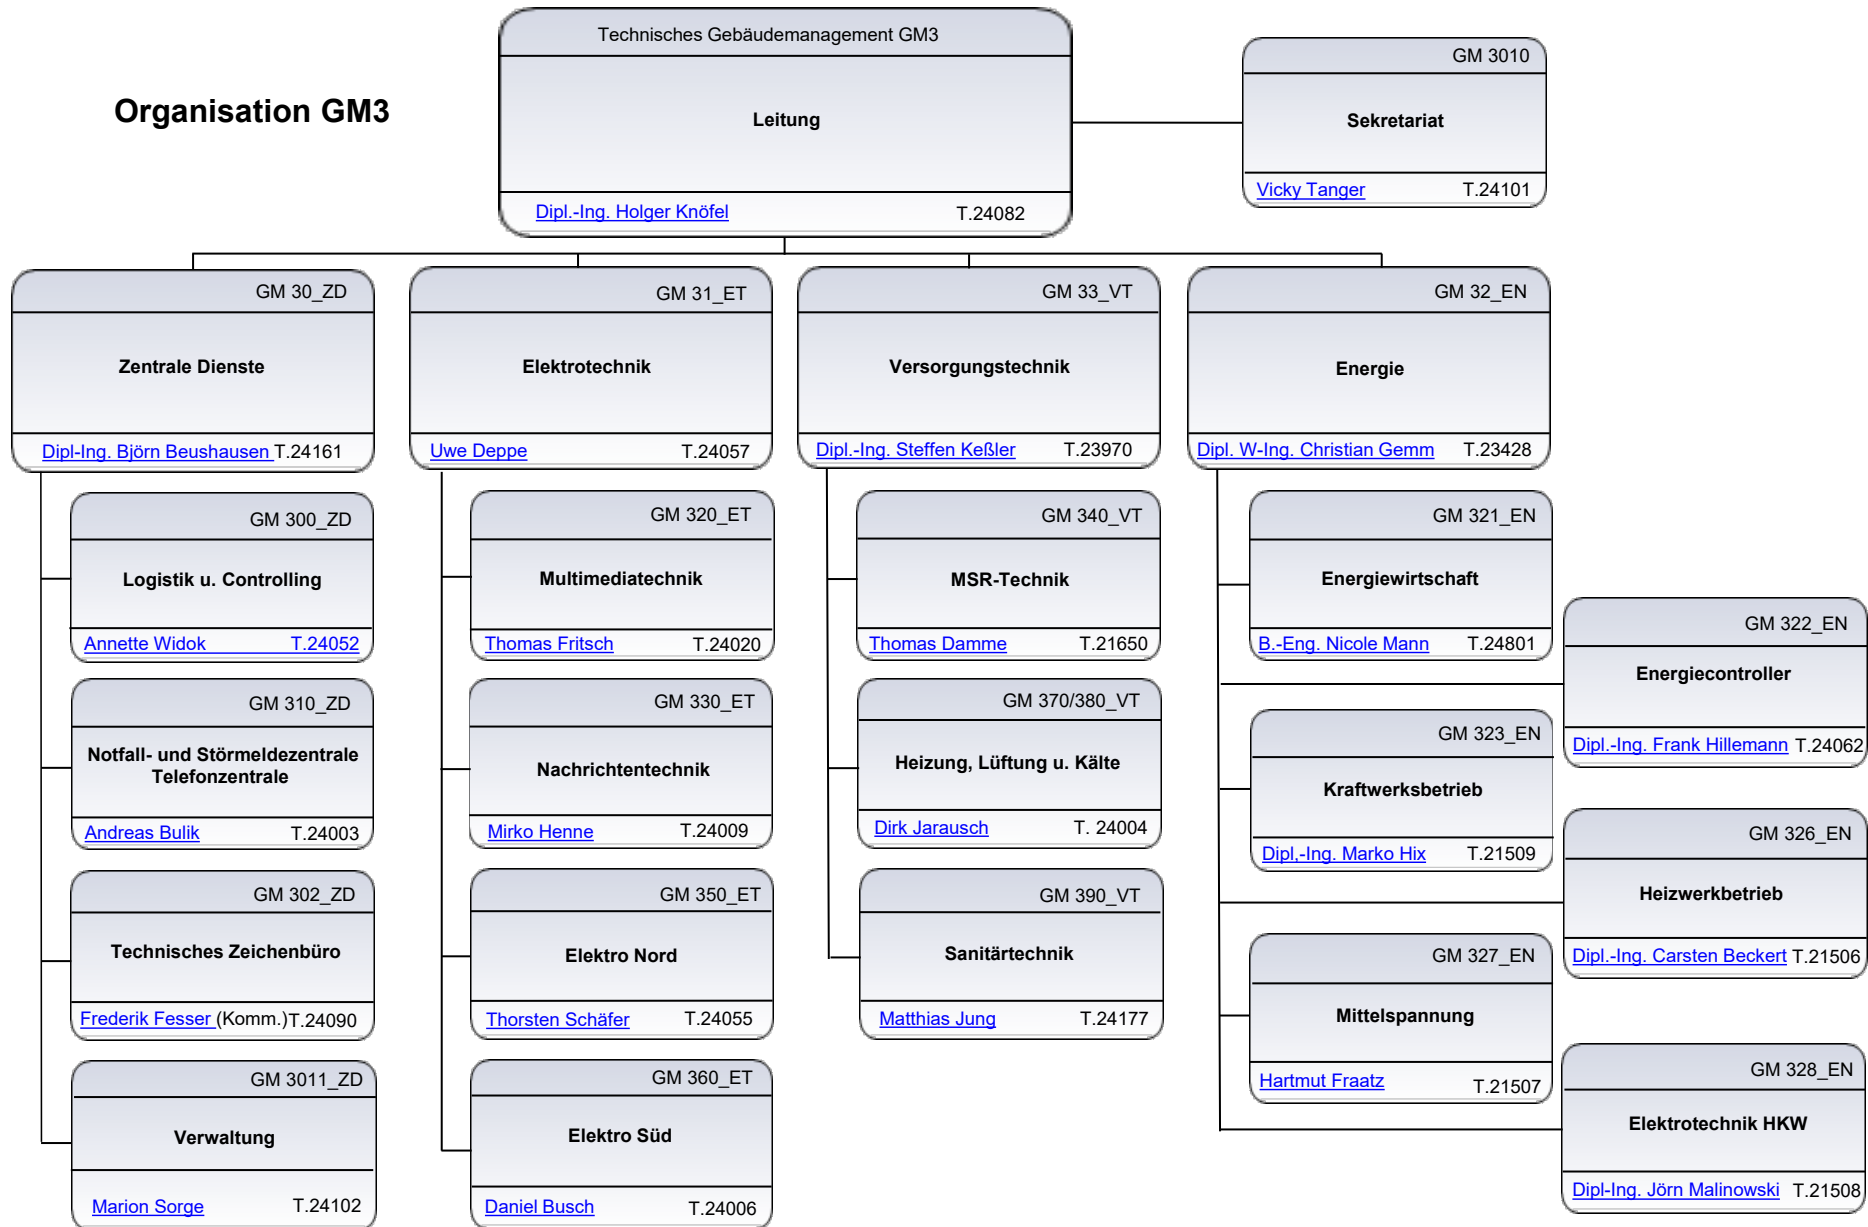 Organisation GM3
Technisches Gebäudemanagement GM3
Leitung
Dipl.-Ing. Holger Knöfel T.24082
GM 3010
Sekretariat
Vicky Tanger T.24101
GM 30_ZD
Zentrale Dienste
Dipl-Ing. Björn Beushausen T.24161
GM 300_ZD
Logistik u. Controlling
Annette Widok T.24052
GM 310_ZD
Notfall- und Störmeldezentrale
Telefonzentrale
Andreas Bulik T.24003
GM 302_ZD
Technisches Zeichenbüro
Frederik Fesser (Komm.)T.24090
GM 3011_ZD
Verwaltung
Marion Sorge T.24102
GM 31_ET
Elektrotechnik
Uwe Deppe T.24057
GM 320_ET
Multimediatechnik
Thomas Fritsch T.24020
GM 330_ET
Nachrichtentechnik
Mirko Henne T.24009
GM 350_ET
Elektro Nord
Thorsten Schäfer T.24055
GM 360_ET
Elektro Süd
Daniel Busch T.24006
GM 33_VT
Versorgungstechnik
Dipl.-Ing. Steffen Keßler T.23970
GM 340_VT
MSR-Technik
Thomas Damme T.21650
GM 370/380_VT
Heizung, Lüftung u. Kälte
Dirk Jarausch T. 24004
GM 390_VT
Sanitärtechnik
Matthias Jung T.24177
GM 32_EN
Energie
Dipl. W-Ing. Christian Gemm T.23428
GM 321_EN
Energiewirtschaft
B.-Eng. Nicole Mann T.24801
GM 322_EN
Energiecontroller
Dipl.-Ing. Frank Hillemann T.24062
GM 323_EN
Kraftwerksbetrieb
Dipl,-Ing. Marko Hix T.21509
GM 326_EN
Heizwerkbetrieb
Dipl.-Ing. Carsten Beckert T.21506
GM 327_EN
Mittelspannung
Hartmut Fraatz T.21507
GM 328_EN
Elektrotechnik HKW
Dipl-Ing. Jörn Malinowski T.21508